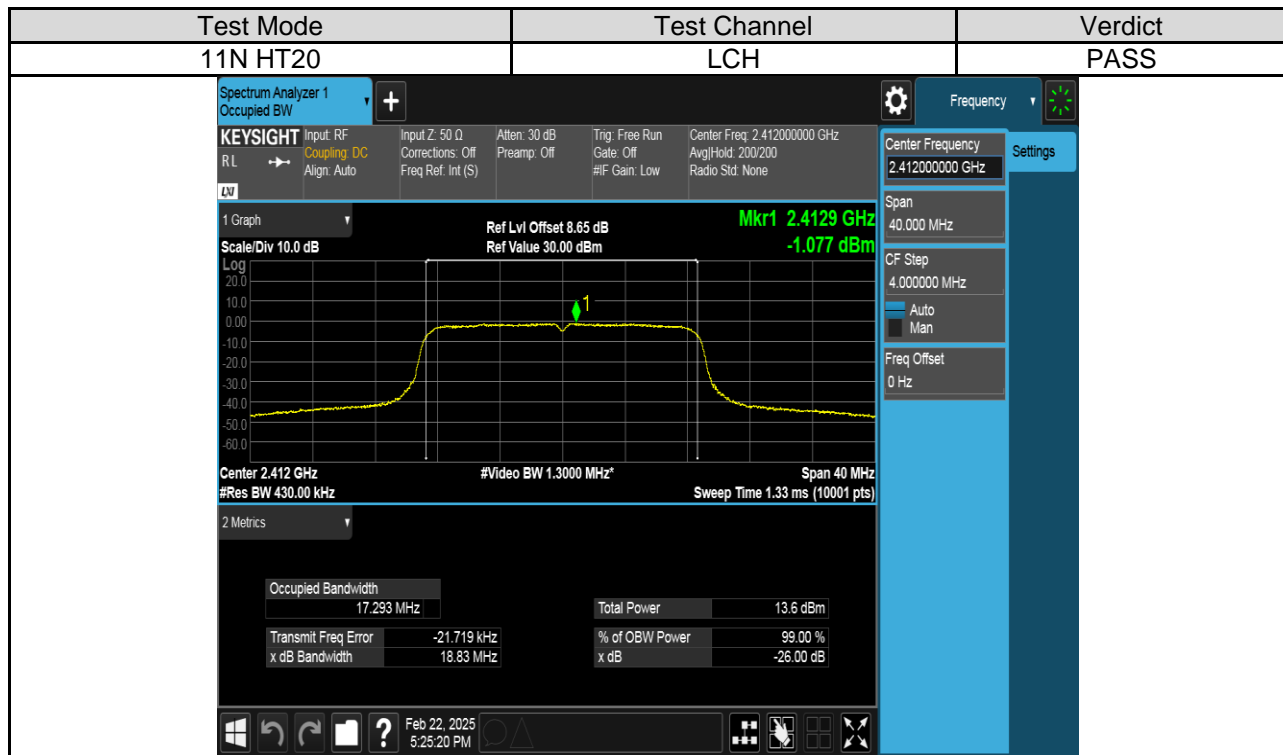 Test Mode Test Channel Verdict
11N HT20 LCH PASS
Spectrum Analyzer 1
Occupied BW
+
Frequency
KEYSIGHT
RL
LXI
Input: RF
Coupling: DC
Align: Auto
Input Z: 50 Ω
Corrections: Off
Freq Ref: Int (S)
Atten: 30 dB
Preamp: Off
Trig: Free Run
Gate: Off
#IF Gain: Low
Center Freq: 2.412000000 GHz
Avg|Hold: 200/200
Radio Std: None
Center Frequency
2.412000000 GHz
Settings
Span
40.000 MHz
CF Step
4.000000 MHz
Auto
Man
Freq Offset
0 Hz
1 Graph
Scale/Div 10.0 dB
Ref Lvl Offset 8.65 dB
Ref Value 30.00 dBm
Mkr1 2.4129 GHz
-1.077 dBm
Log
20.0
10.0
0.00
-10.0
-20.0
-30.0
-40.0
-50.0
-60.0
1
Center 2.412 GHz
#Res BW 430.00 kHz
#Video BW 1.3000 MHz*
Span 40 MHz
Sweep Time 1.33 ms (10001 pts)
2 Metrics
Occupied Bandwidth
17.293 MHz
Total Power 13.6 dBm
Transmit Freq Error -21.719 kHz
% of OBW Power 99.00 %
x dB Bandwidth 18.83 MHz
x dB -26.00 dB
?
Feb 22, 2025
5:25:20 PM